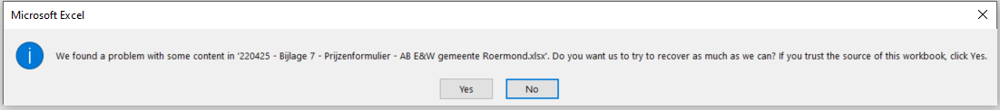 Microsoft Excel
We found a problem with some content in '220425 - Bijlage 7 - Prijzenformulier - AB E&W gemeente Roermond.xlsx'. Do you want us to try to recover as much as we can? If you trust the source of this workbook, click Yes.
Yes No